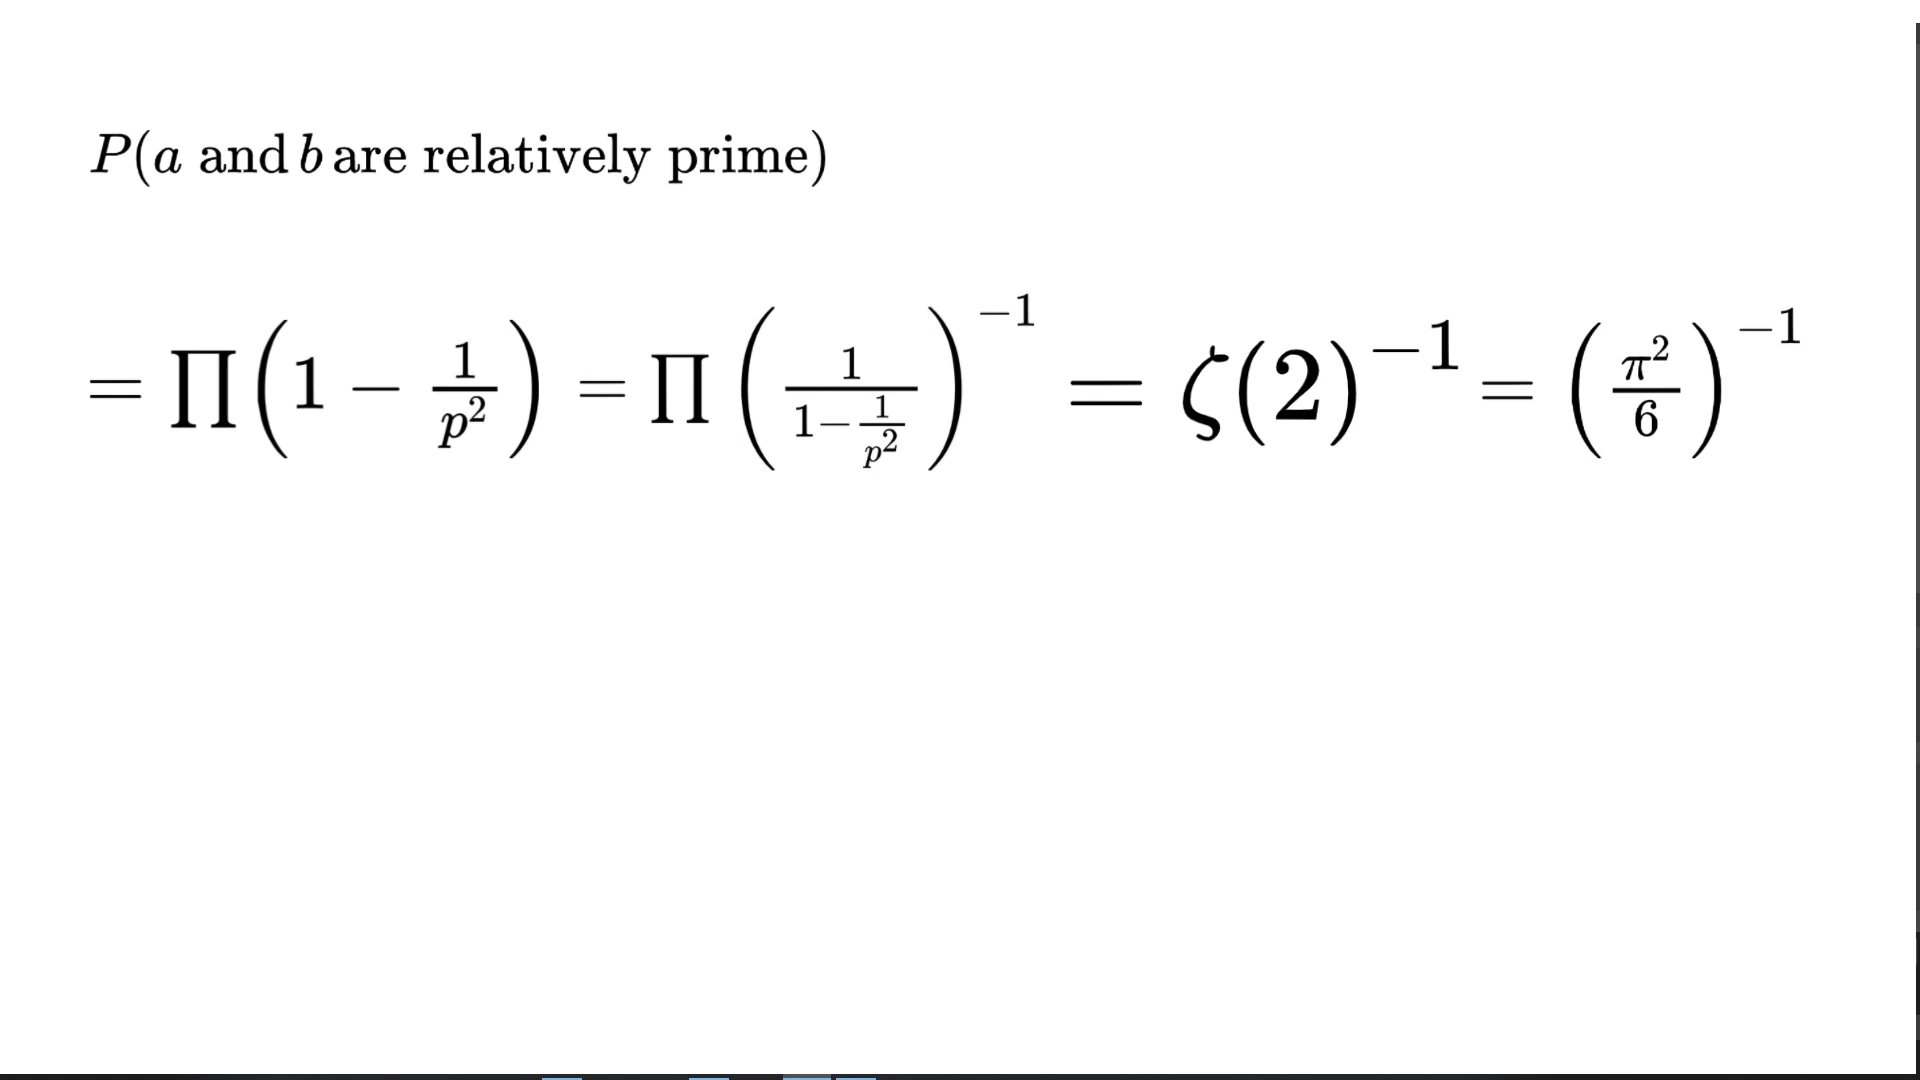 P(a and b are relatively prime)
= ∏(1 − 1/p²) = ∏(1/(1−1/p²))⁻¹ = ζ(2)⁻¹ = (π²/6)⁻¹